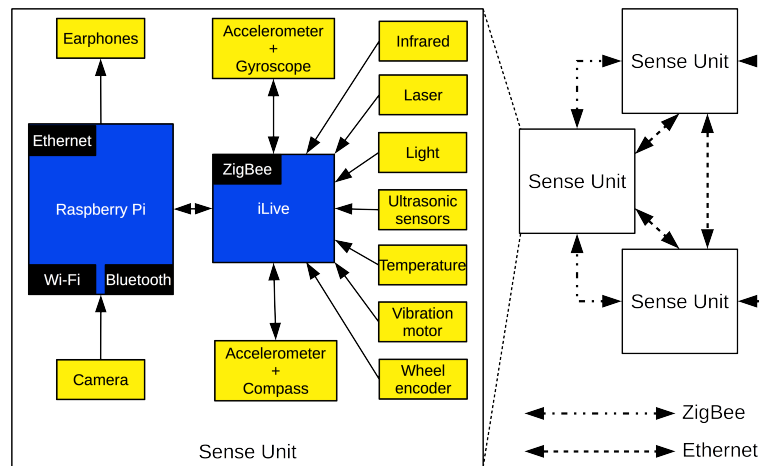 Earphones
Ethernet
Raspberry Pi
Wi-Fi
Bluetooth
Camera
Accelerometer
+
Gyroscope
ZigBee
iLive
Accelerometer
+
Compass
Infrared
Laser
Light
Ultrasonic
sensors
Temperature
Vibration
motor
Wheel
encoder
Sense Unit
Sense Unit
Sense Unit
Sense Unit
ZigBee
Ethernet